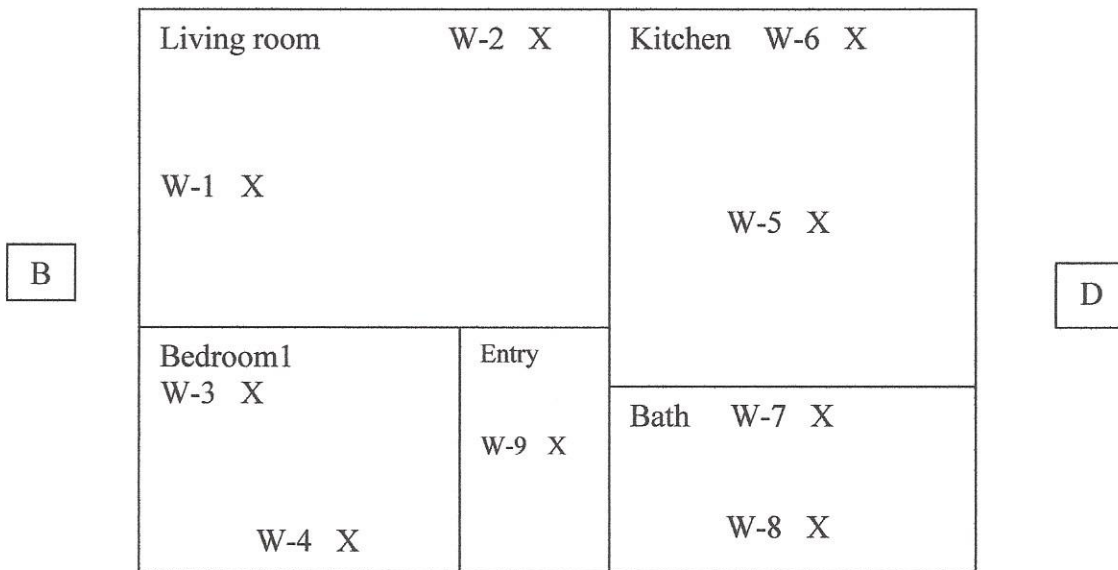 Living room W-2 X
Kitchen W-6 X
W-1 X
W-5 X
B
D
Bedroom1
W-3 X
Entry
W-9 X
W-4 X
Bath W-7 X
W-8 X